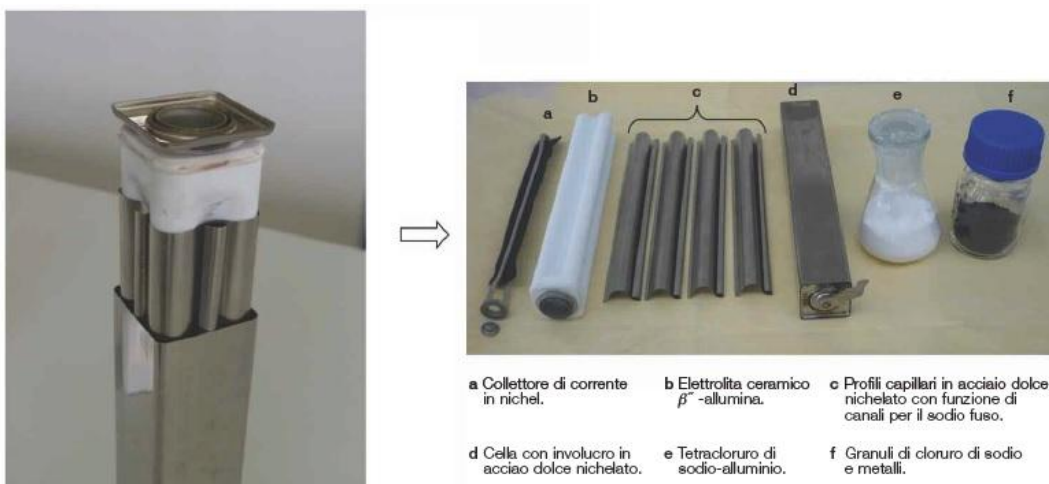 a
b
c
d
e
f
a Collettore di corrente
in nichel.
b Elettrolita ceramico
β″ -allumina.
c Profili capillari in acciaio dolce
nichelato con funzione di
canali per il sodio fuso.
d Cella con involucro in
acciao dolce nichelato.
e Tetracloruro di
sodio-alluminio.
f Granuli di cloruro di sodio
e metalli.